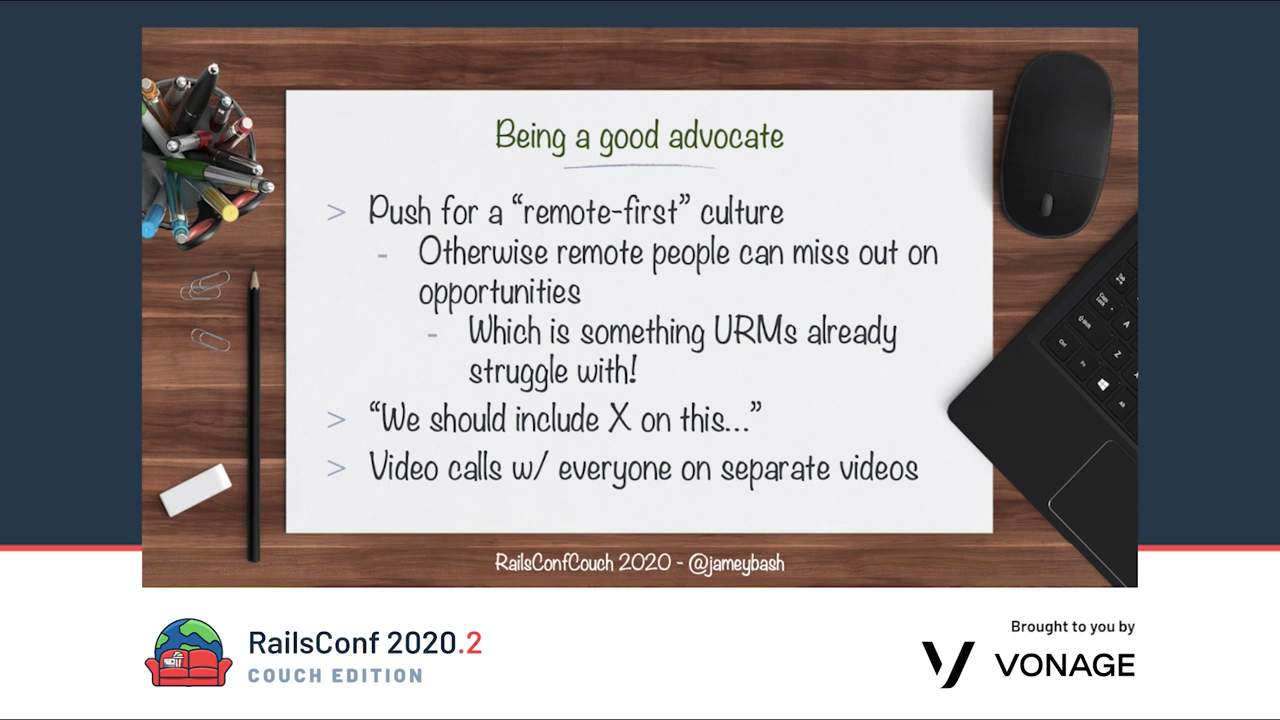 Being a good advocate
> Push for a “remote-first” culture
- Otherwise remote people can miss out on
opportunities
- Which is something URMs already
struggle with!
> “We should include X on this...”
> Video calls w/ everyone on separate videos
RailsConfCouch 2020 - @jameybash
RailsConf 2020.2
COUCH EDITION
Brought to you by
VONAGE